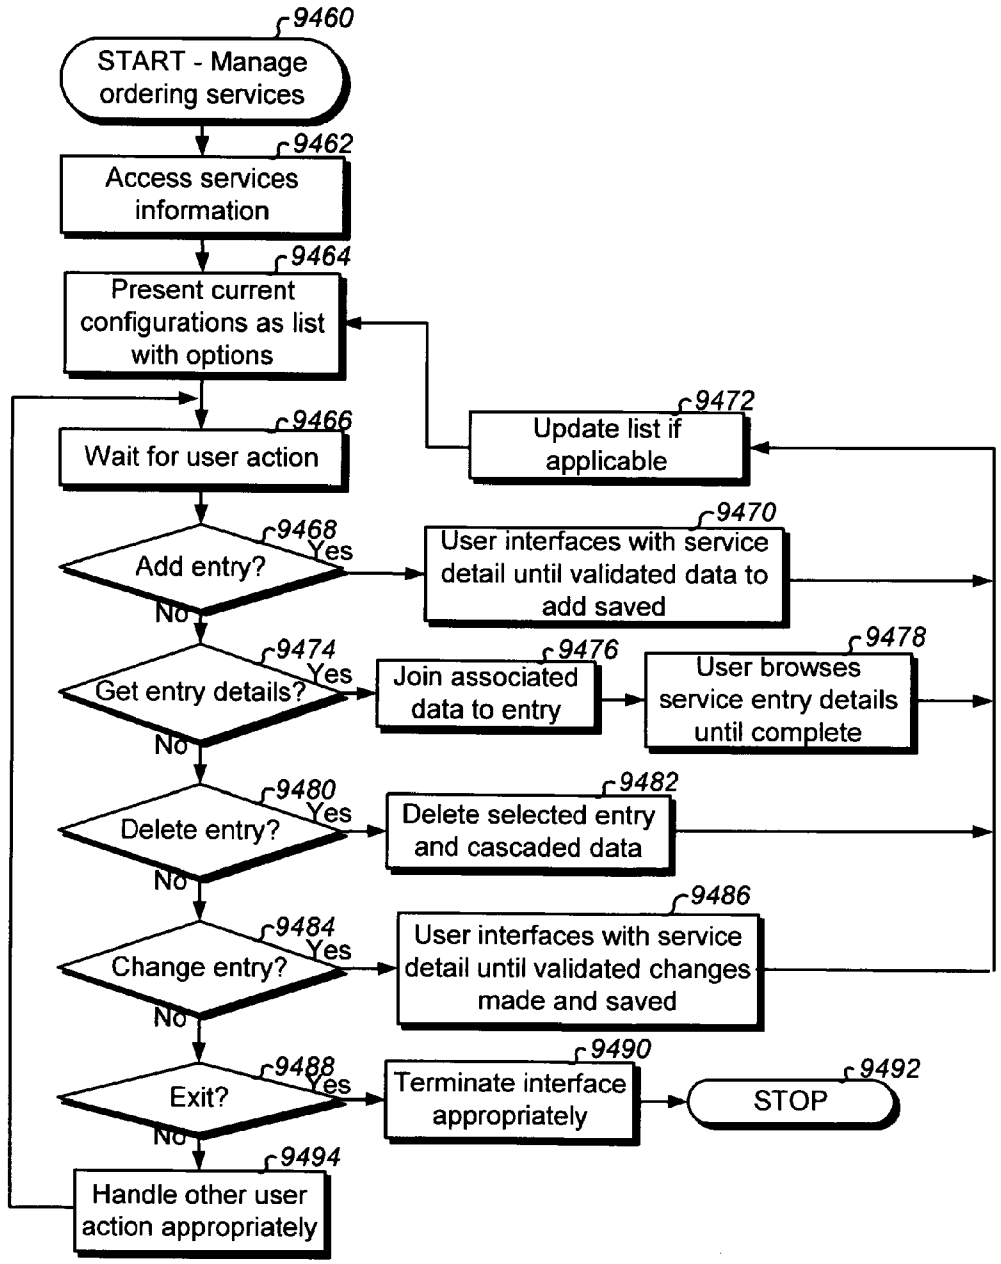 9460
START - Manage
ordering services
9462
Access services
information
9464
Present current
configurations as list
with options
9466
Wait for user action
9472
Update list if
applicable
9468
Add entry?
Yes
No
9470
User interfaces with service
detail until validated data to
add saved
9474
Get entry details?
Yes
No
9476
Join associated
data to entry
9478
User browses
service entry details
until complete
9480
Delete entry?
Yes
No
9482
Delete selected entry
and cascaded data
9484
Change entry?
Yes
No
9486
User interfaces with service
detail until validated changes
made and saved
9488
Exit?
Yes
No
9490
Terminate interface
appropriately
9492
STOP
9494
Handle other user
action appropriately